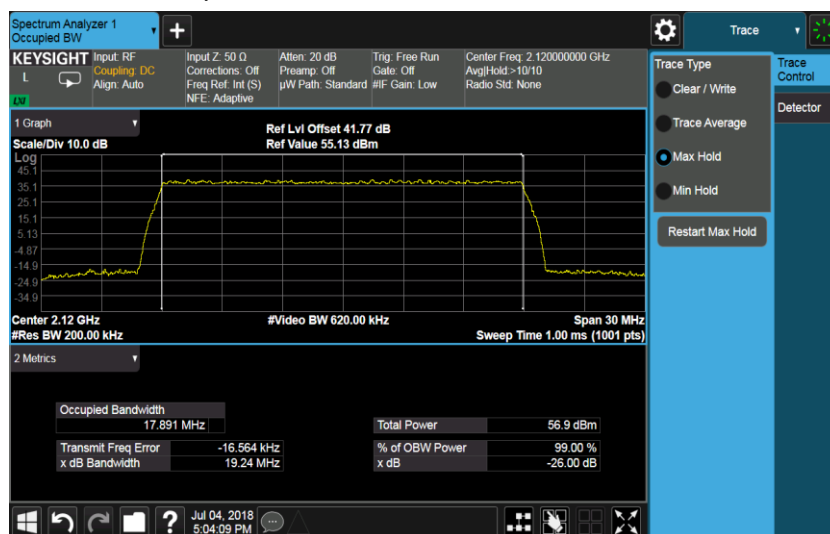 Spectrum Analyzer 1
Occupied BW
Trace
KEYSIGHT
L
LXI
Input: RF
Coupling: DC
Align: Auto
Input Z: 50 Ω
Corrections: Off
Freq Ref: Int (S)
NFE: Adaptive
Atten: 20 dB
Preamp: Off
µW Path: Standard
Trig: Free Run
Gate: Off
#IF Gain: Low
Center Freq: 2.120000000 GHz
Avg|Hold:>10/10
Radio Std: None
Trace Type
Clear / Write
Trace Average
Max Hold
Min Hold
Restart Max Hold
Trace
Control
Detector
1 Graph
Scale/Div 10.0 dB
Ref Lvl Offset 41.77 dB
Ref Value 55.13 dBm
Log
45.1
35.1
25.1
15.1
5.13
-4.87
-14.9
-24.9
-34.9
Center 2.12 GHz
#Res BW 200.00 kHz
#Video BW 620.00 kHz
Span 30 MHz
Sweep Time 1.00 ms (1001 pts)
2 Metrics
Occupied Bandwidth
17.891 MHz
Total Power 56.9 dBm
Transmit Freq Error -16.564 kHz
% of OBW Power 99.00 %
x dB Bandwidth 19.24 MHz
x dB -26.00 dB
?
Jul 04, 2018
5:04:09 PM